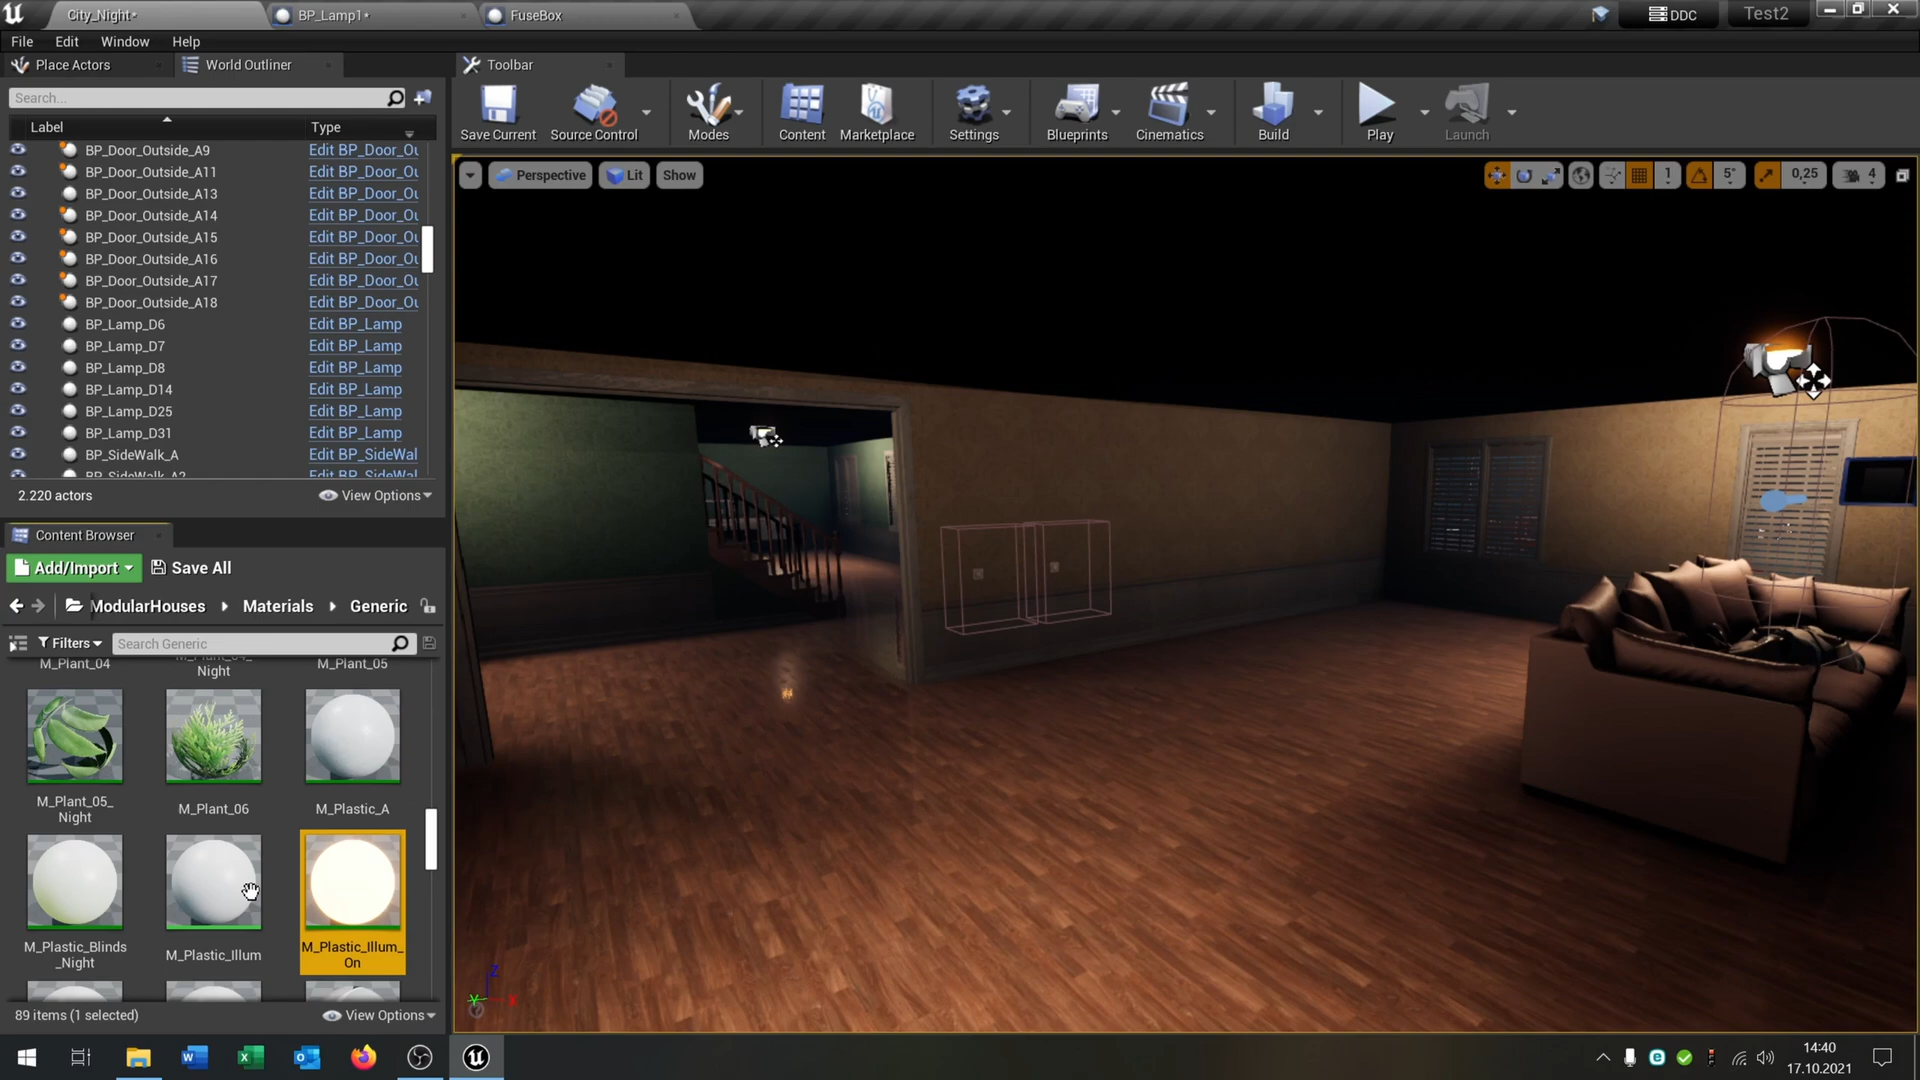 City_Night*
BP_Lamp1*
FuseBox
DDC
Test2
File
Edit
Window
Help
Place Actors
World Outliner
Toolbar
Search...
Label
Type
Save Current
Source Control
Modes
Content
Marketplace
Settings
Blueprints
Cinematics
Build
Play
Launch
BP_Door_Outside_A9 Edit BP_Door_Ou
BP_Door_Outside_A11 Edit BP_Door_Ou
BP_Door_Outside_A13 Edit BP_Door_Ou
BP_Door_Outside_A14 Edit BP_Door_Ou
BP_Door_Outside_A15 Edit BP_Door_Ou
BP_Door_Outside_A16 Edit BP_Door_Ou
BP_Door_Outside_A17 Edit BP_Door_Ou
BP_Door_Outside_A18 Edit BP_Door_Ou
BP_Lamp_D6 Edit BP_Lamp
BP_Lamp_D7 Edit BP_Lamp
BP_Lamp_D8 Edit BP_Lamp
BP_Lamp_D14 Edit BP_Lamp
BP_Lamp_D25 Edit BP_Lamp
BP_Lamp_D31 Edit BP_Lamp
BP_SideWalk_A Edit BP_SideWal
BP_SideWalk_A2 Edit BP_SideWal
2.220 actors
View Options
Perspective
Lit
Show
1
5°
0,25
4
Content Browser
Add/Import
Save All
ModularHouses
Materials
Generic
Filters
Search Generic
M_Plant_04
M_Plant_04_
Night
M_Plant_05
M_Plant_05_
Night
M_Plant_06
M_Plastic_A
M_Plastic_Blinds
_Night
M_Plastic_Illum
M_Plastic_Illum_
On
89 items (1 selected)
View Options
Z
Y
X
14:40
17.10.2021